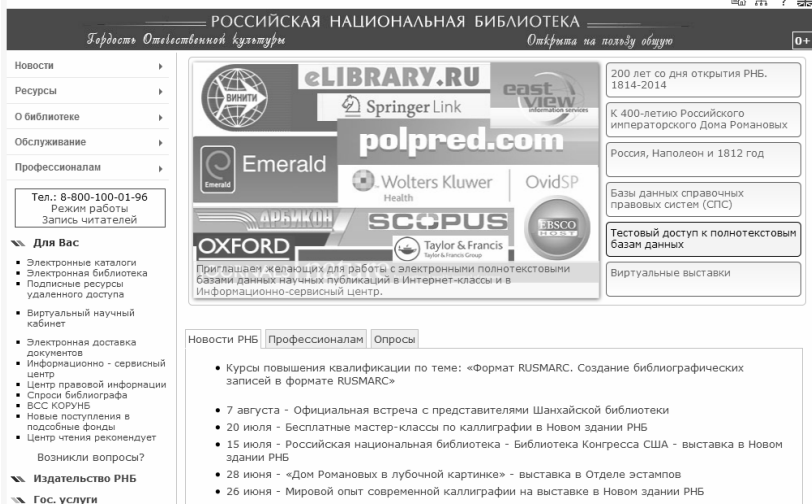 РОССИЙСКАЯ НАЦИОНАЛЬНАЯ БИБЛИОТЕКА
Гордость Отечественной культуры
Открыта на пользу общую
0+
Новости
Ресурсы
О библиотеке
Обслуживание
Профессионалам
Тел.: 8-800-100-01-96
Режим работы
Запись читателей
Для Вас
Электронные каталоги
Электронная библиотека
Подписные ресурсы
удаленного доступа
Виртуальный научный
кабинет
Электронная доставка
документов
Информационно - сервисный
центр
Центр правовой информации
Спроси библиографа
ВСС КОРУНБ
Новые поступления в
подсобные фонды
Центр чтения рекомендует
Возникли вопросы?
Издательство РНБ
Гос. услуги
ВИНИТИ
eLIBRARY.RU
Springer Link
east view
information services
polpred.com
Emerald
Emerald
Wolters Kluwer
Health
OvidSP
АРБИКОН
SCOPUS
EBSCO
HOST
OXFORD
Taylor & Francis
Taylor & Francis Group
Приглашаем желающих для работы с электронными полнотекстовыми
базами данных научных публикаций в Интернет-классы и в
Информационно-сервисный центр.
200 лет со дня открытия РНБ.
1814-2014
К 400-летию Российского
императорского Дома Романовых
Россия, Наполеон и 1812 год
Базы данных справочных
правовых систем (СПС)
Тестовый доступ к полнотекстовым
базам данных
Виртуальные выставки
Новости РНБ
Профессионалам
Опросы
Курсы повышения квалификации по теме: «Формат RUSMARC. Создание библиографических
записей в формате RUSMARC»
7 августа - Официальная встреча с представителями Шанхайской библиотеки
20 июля - Бесплатные мастер-классы по каллиграфии в Новом здании РНБ
15 июля - Российская национальная библиотека - Библиотека Конгресса США - выставка в Новом
здании РНБ
28 июня - «Дом Романовых в лубочной картинке» - выставка в Отделе эстампов
26 июня - Мировой опыт современной каллиграфии на выставке в Новом здании РНБ